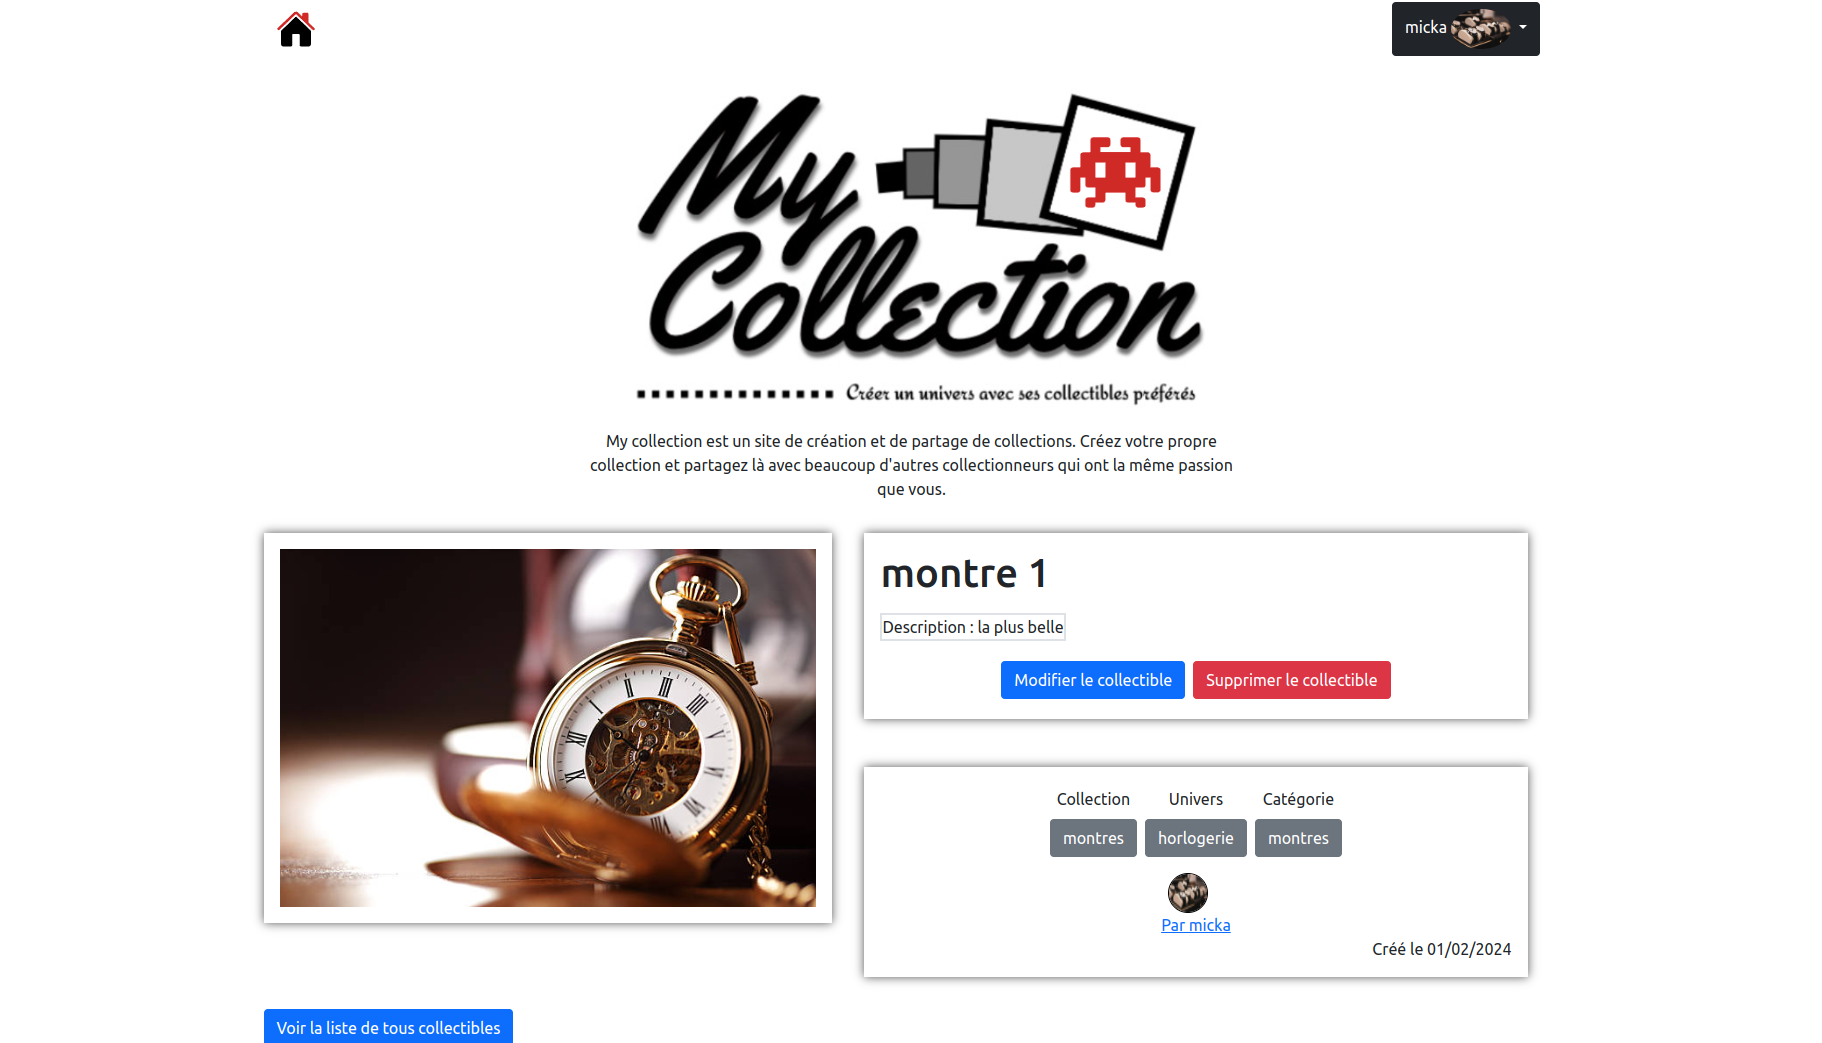 micka
My
Collection
Créer un univers avec ses collectibles préférés
My collection est un site de création et de partage de collections. Créez votre propre
collection et partagez là avec beaucoup d'autres collectionneurs qui ont la même passion
que vous.
montre 1
Description : la plus belle
Modifier le collectible Supprimer le collectible
Collection Univers Catégorie
montres horlogerie montres
Par micka
Créé le 01/02/2024
Voir la liste de tous collectibles